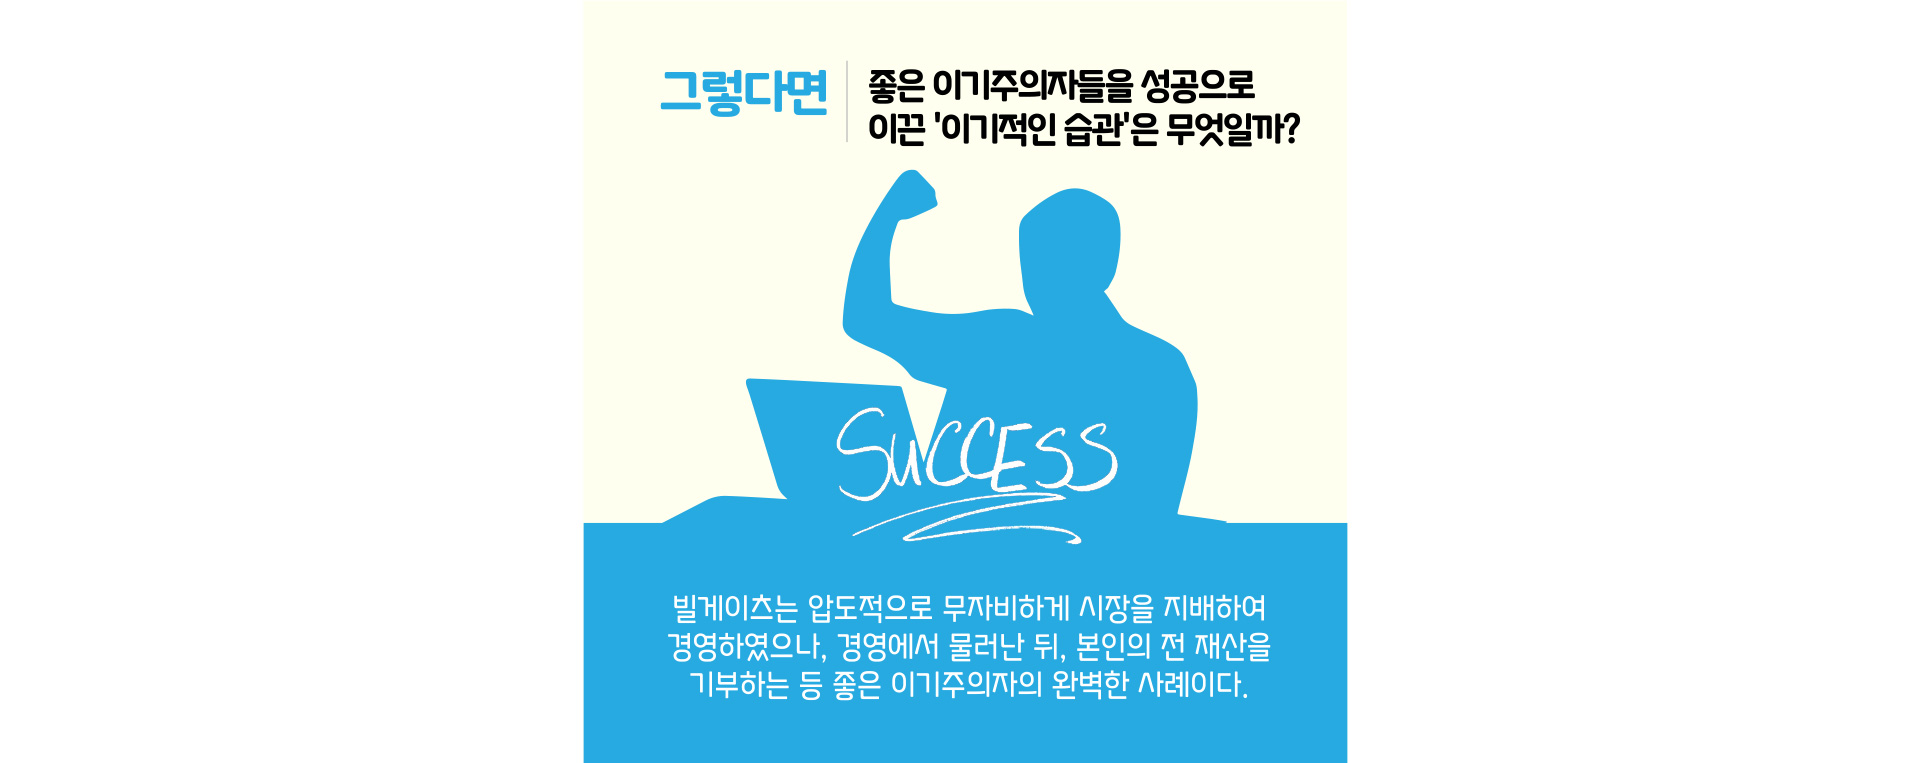 그렇다면
좋은 이기주의자들을 성공으로
이끈 '이기적인 습관'은 무엇일까?
SUCCESS
빌게이츠는 압도적으로 무자비하게 시장을 지배하여
경영하였으나, 경영에서 물러난 뒤, 본인의 전 재산을
기부하는 등 좋은 이기주의자의 완벽한 사례이다.